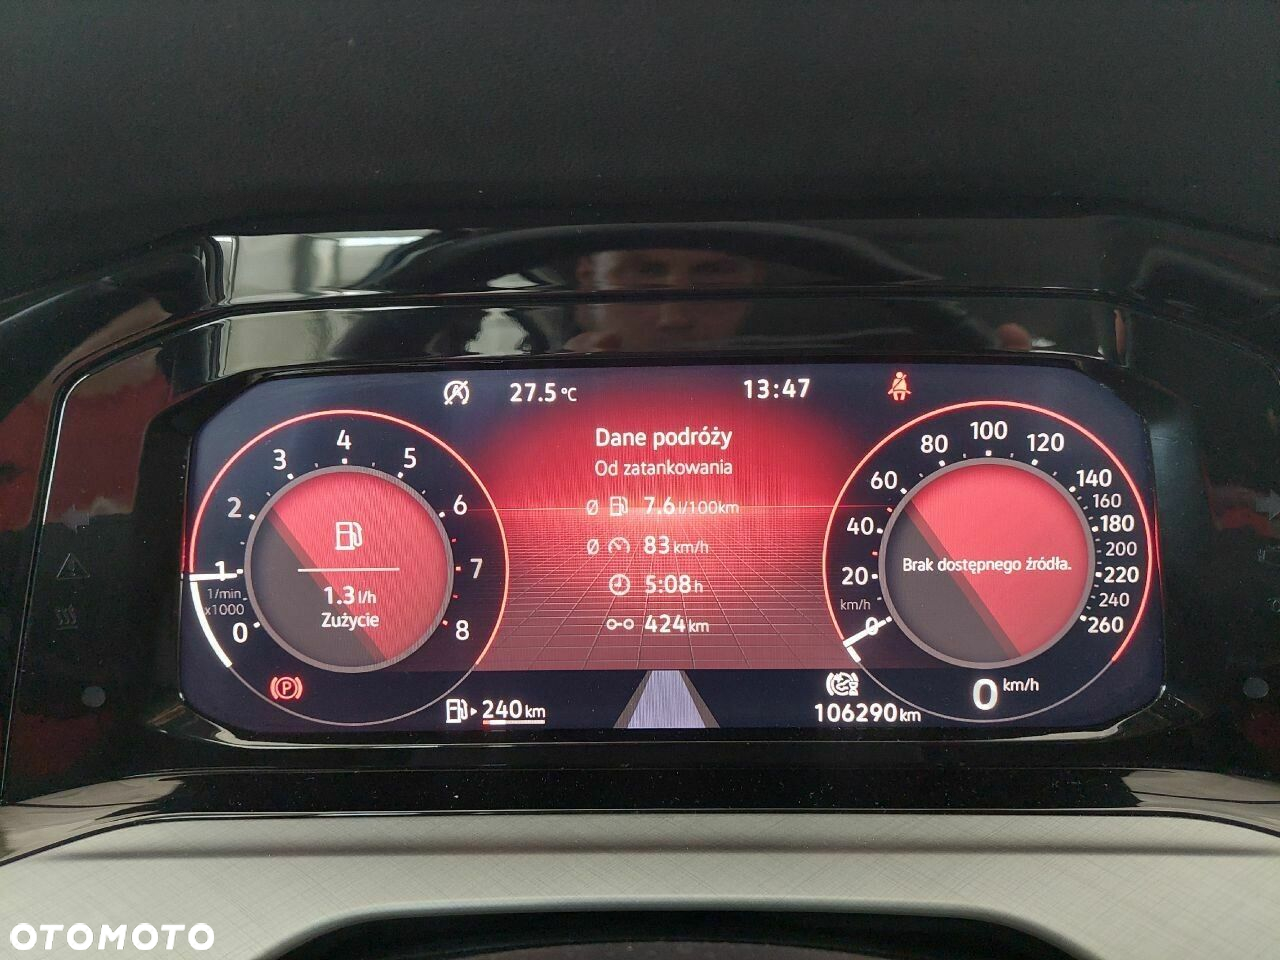 27.5 °C
13:47
Dane podróży
Od zatankowania
Ø 7.6 l/100km
Ø 83 km/h
5:08 h
424 km
0
1
2
3
4
5
6
7
8
1/min
x1000
1.3 l/h
Zużycie
P
240 km
0
20
40
60
80
100
120
140
160
180
200
220
240
260
km/h
Brak dostępnego źródła.
0 km/h
106290 km
OTOMOTO